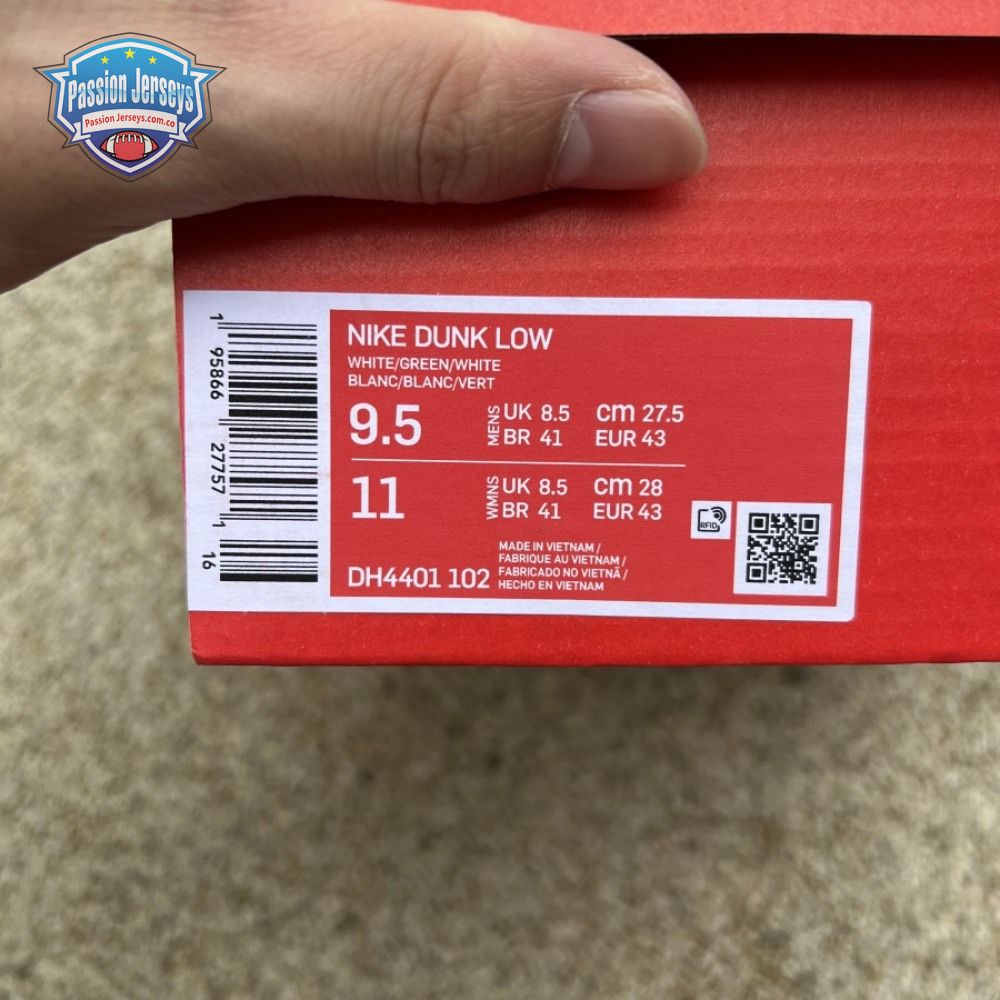 Passion Jerseys
Passion Jerseys.com.co
1 95866 27757 1
16
NIKE DUNK LOW
WHITE/GREEN/WHITE
BLANC/BLANC/VERT
9.5 MENS UK 8.5 cm 27.5
BR 41 EUR 43
11 WMNS UK 8.5 cm 28
BR 41 EUR 43
RFID
MADE IN VIETNAM /
FABRIQUE AU VIETNAM /
FABRICADO NO VIETNÃ /
HECHO EN VIETNAM
DH4401 102